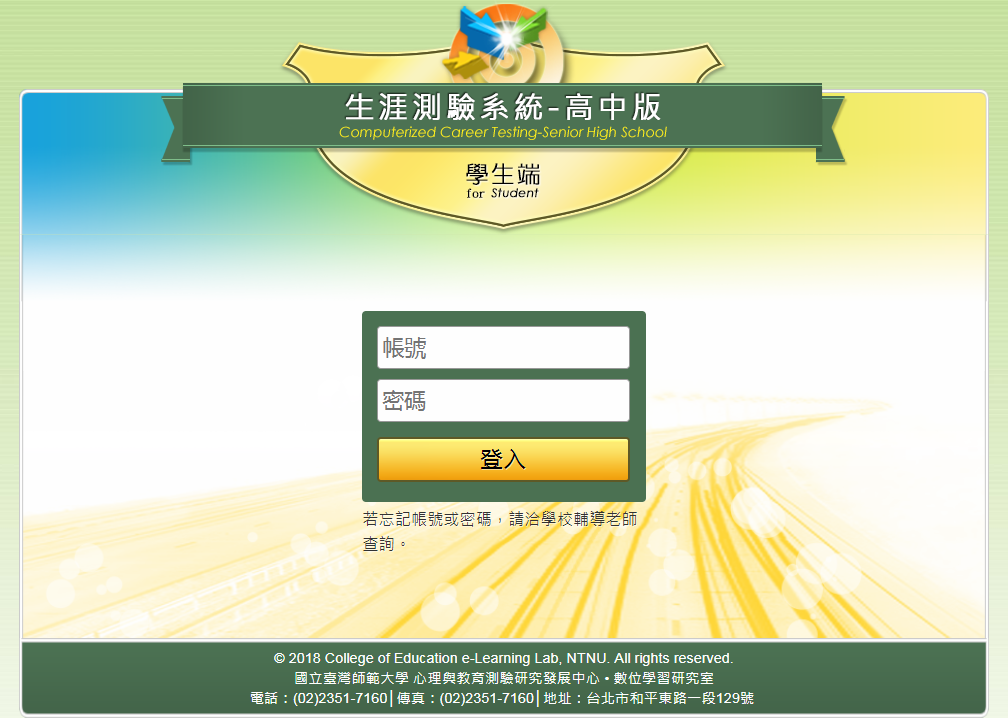 生涯測驗系統-高中版
Computerized Career Testing-Senior High School
學生端
for Student
帳號
密碼
登入
若忘記帳號或密碼，請洽學校輔導老師
查詢。
© 2018 College of Education e-Learning Lab, NTNU. All rights reserved.
國立臺灣師範大學 心理與教育測驗研究發展中心‧數位學習研究室
電話：(02)2351-7160│傳真：(02)2351-7160│地址：台北市和平東路一段129號